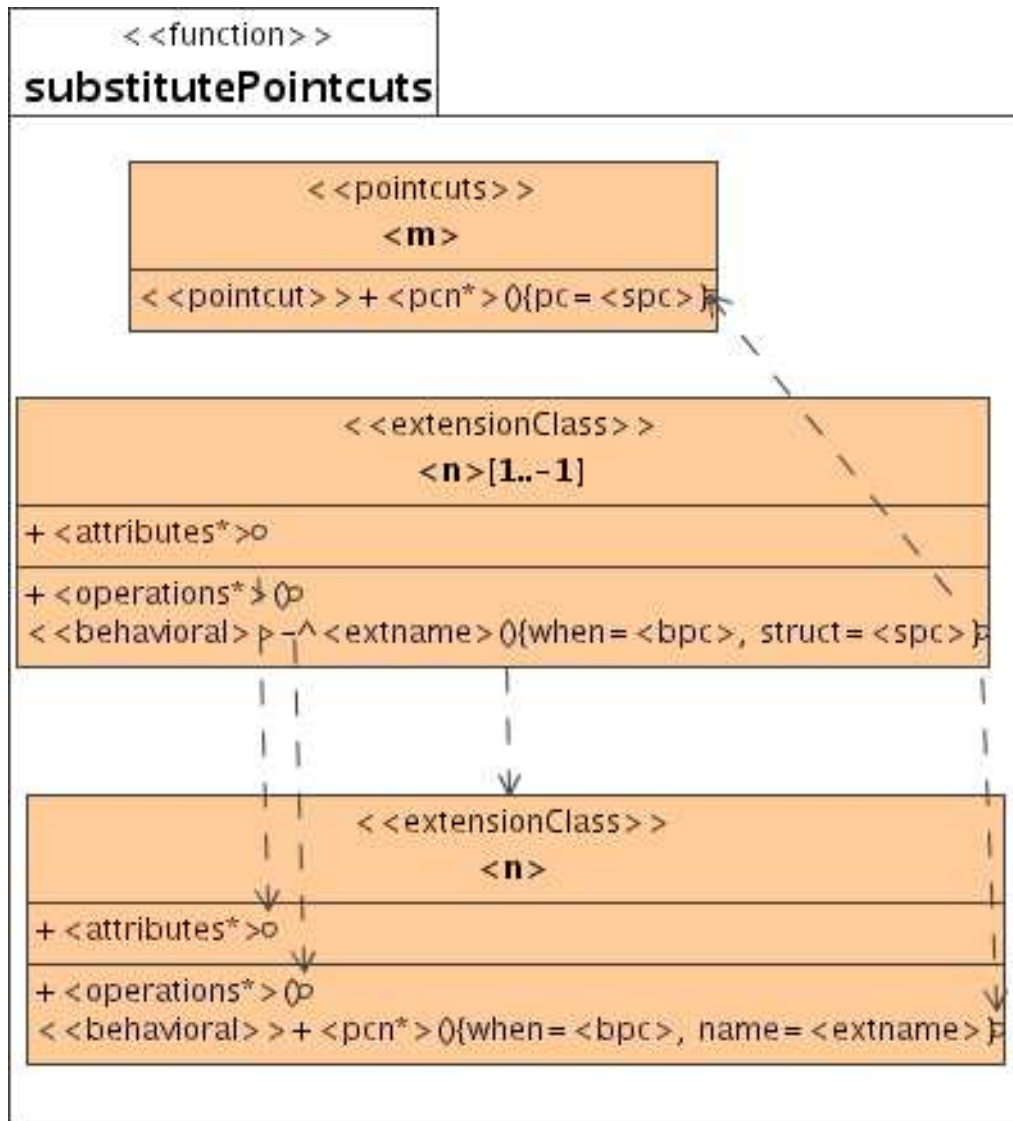 < <function> >
substitutePointcuts
< <pointcuts> >
<m>
< <pointcut> > + <pcn*> (){pc= <spc> }
< <extensionClass> >
<n>[1..-1]
+ <attributes*>
+ <operations*> ()
< <behavioral> > -^ <extname> (){when= <bpc>, struct= <spc> }
< <extensionClass> >
<n>
+ <attributes*>
+ <operations*> ()
< <behavioral> > + <pcn*> (){when= <bpc>, name= <extname> }